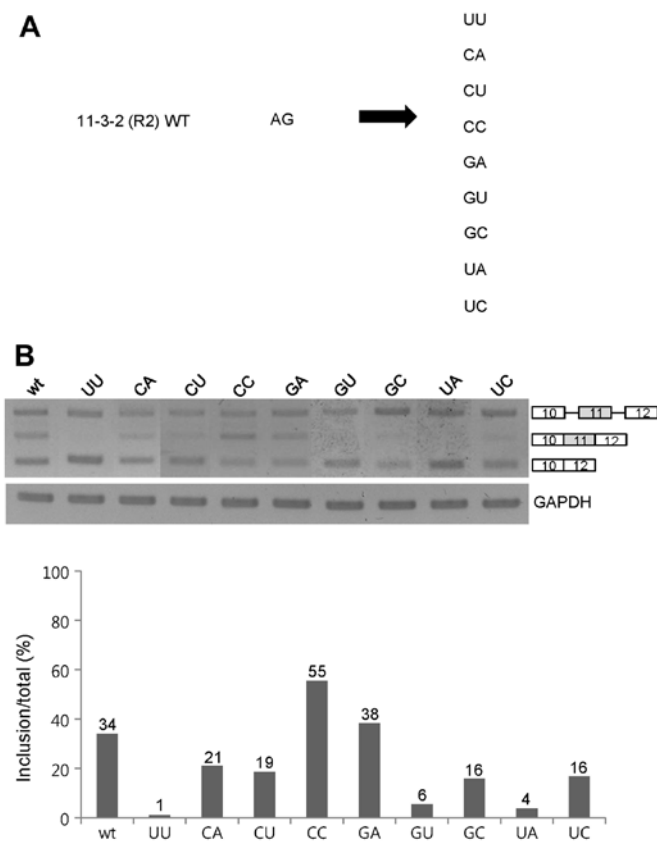 A
11-3-2 (R2) WT AG
UU
CA
CU
CC
GA
GU
GC
UA
UC
B
wt UU CA CU CC GA GU GC UA UC
10 11 12
10 11 12
10 12
GAPDH
Inclusion/total (%)
100
80
60
40
20
0
34 1 21 19 55 38 6 16 4 16
wt UU CA CU CC GA GU GC UA UC